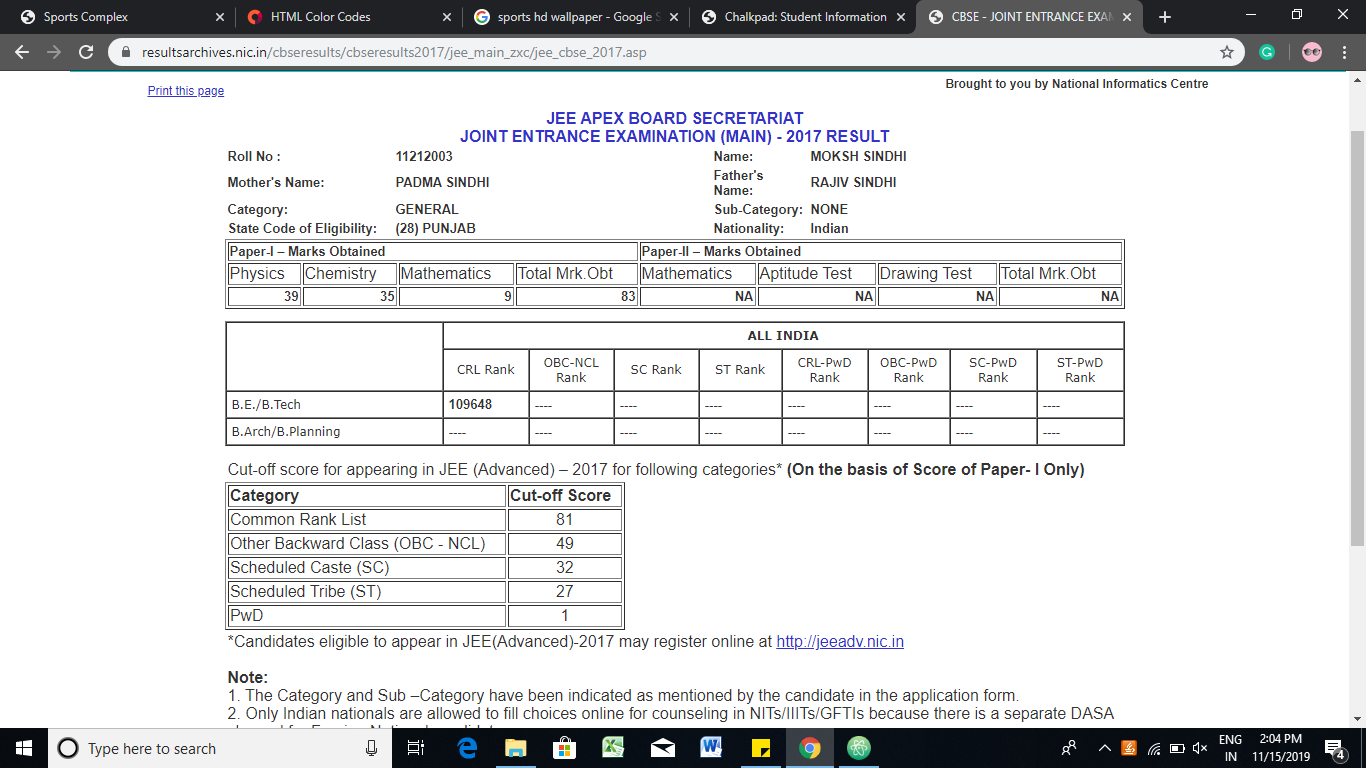 Sports Complex
HTML Color Codes
sports hd wallpaper - Google S
Chalkpad: Student Information
CBSE - JOINT ENTRANCE EXAM
resultsarchives.nic.in/cbseresults/cbseresults2017/jee_main_zxc/jee_cbse_2017.asp
Print this page
Brought to you by National Informatics Centre
JEE APEX BOARD SECRETARIAT
JOINT ENTRANCE EXAMINATION (MAIN) - 2017 RESULT
Roll No : 11212003 Name: MOKSH SINDHI
Mother's Name: PADMA SINDHI Father's Name: RAJIV SINDHI
Category: GENERAL Sub-Category: NONE
State Code of Eligibility: (28) PUNJAB Nationality: Indian
Paper-I – Marks Obtained Paper-II – Marks Obtained
Physics Chemistry Mathematics Total Mrk.Obt Mathematics Aptitude Test Drawing Test Total Mrk.Obt
39 35 9 83 NA NA NA NA
ALL INDIA
CRL Rank OBC-NCL Rank SC Rank ST Rank CRL-PwD Rank OBC-PwD Rank SC-PwD Rank ST-PwD Rank
B.E./B.Tech 109648 ---- ---- ---- ---- ---- ---- ----
B.Arch/B.Planning ---- ---- ---- ---- ---- ---- ---- ----
Cut-off score for appearing in JEE (Advanced) – 2017 for following categories* (On the basis of Score of Paper- I Only)
Category Cut-off Score
Common Rank List 81
Other Backward Class (OBC - NCL) 49
Scheduled Caste (SC) 32
Scheduled Tribe (ST) 27
PwD 1
*Candidates eligible to appear in JEE(Advanced)-2017 may register online at http://jeeadv.nic.in
Note:
1. The Category and Sub –Category have been indicated as mentioned by the candidate in the application form.
2. Only Indian nationals are allowed to fill choices online for counseling in NITs/IIITs/GFTIs because there is a separate DASA
Type here to search
ENG 2:04 PM
IN 11/15/2019 4